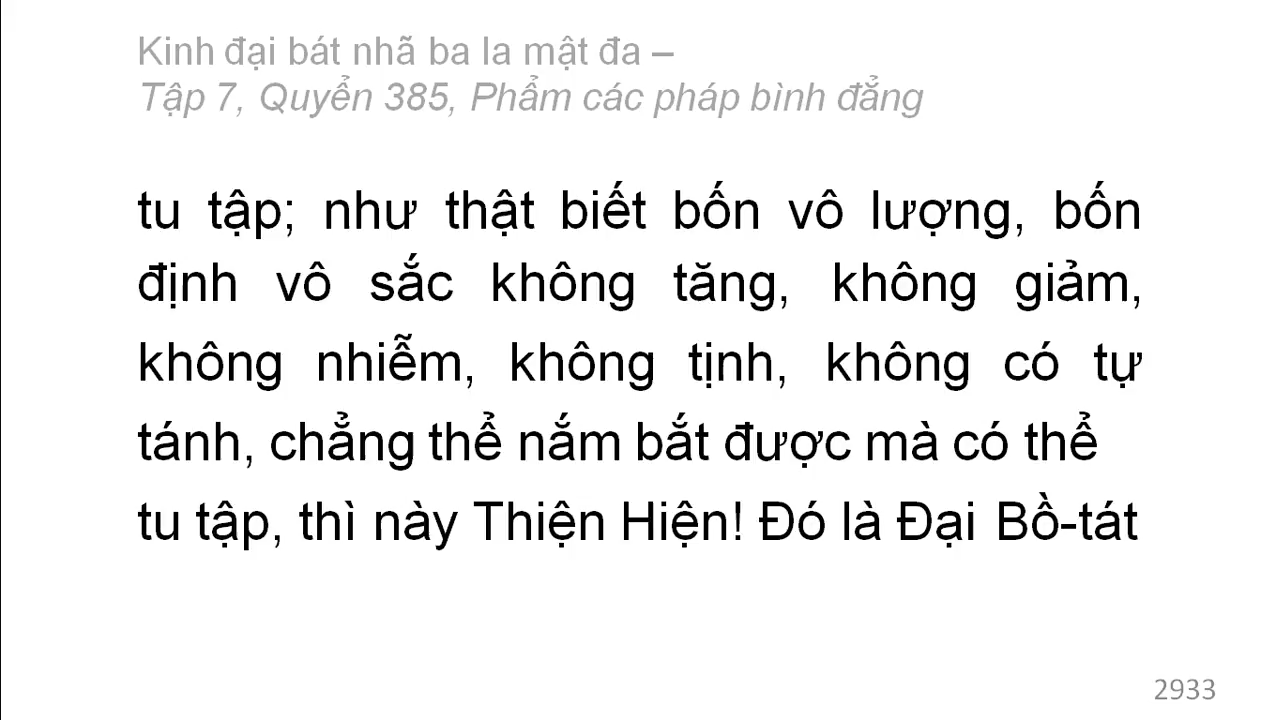 Kinh đại bát nhã ba la mật đa –
Tập 7, Quyển 385, Phẩm các pháp bình đẳng
tu tập; như thật biết bốn vô lượng, bốn
định vô sắc không tăng, không giảm,
không nhiễm, không tịnh, không có tự
tánh, chẳng thể nắm bắt được mà có thể
tu tập, thì này Thiện Hiện! Đó là Đại Bồ-tát
2933